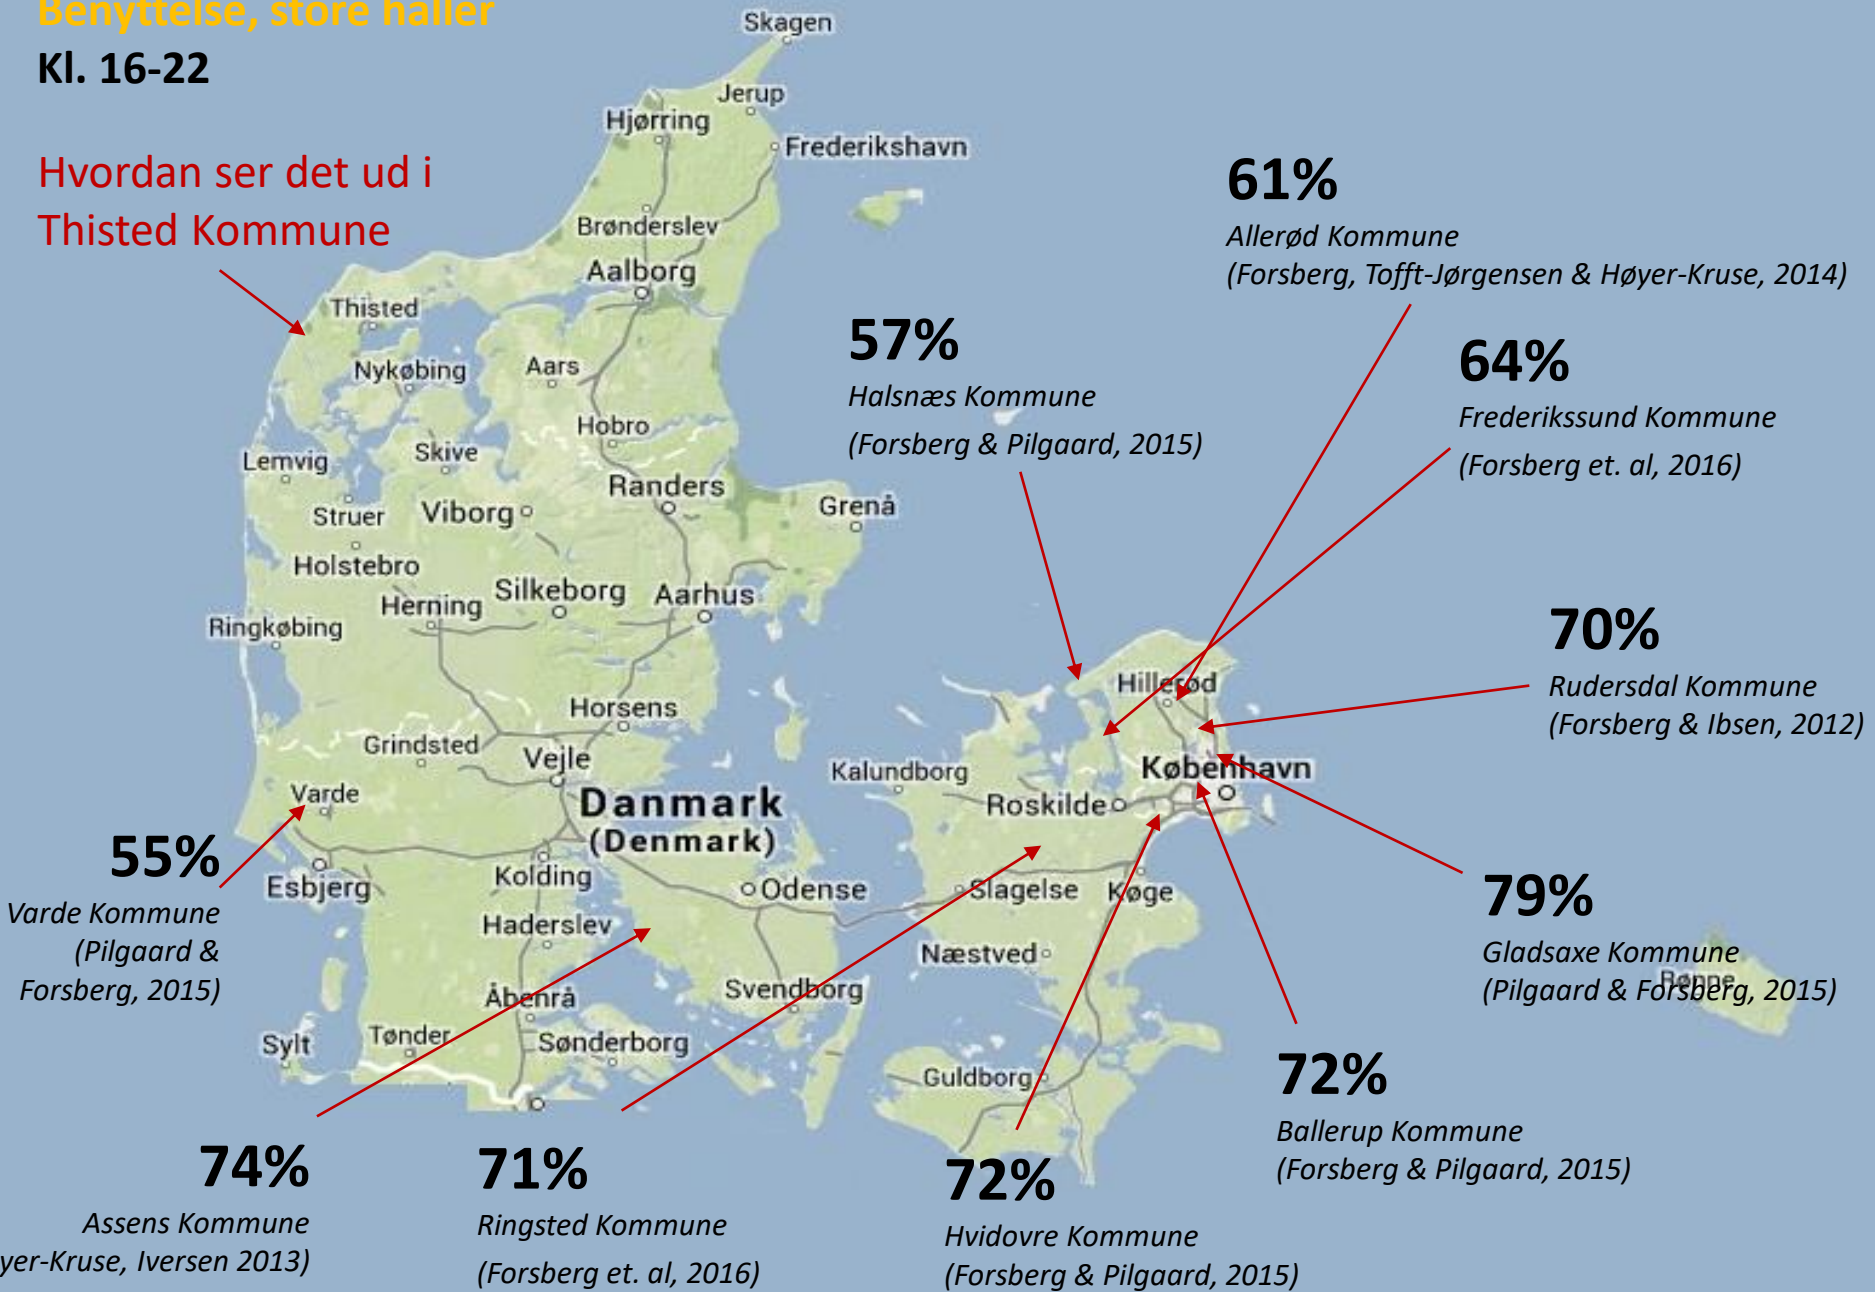 Benyttelse, store haller
Kl. 16-22
Hvordan ser det ud i
Thisted Kommune
Skagen
Jerup
Hjørring
Frederikshavn
Brønderslev
Aalborg
Thisted
Nykøbing
Aars
Hobro
Lemvig
Skive
Randers
Grenå
Struer
Viborg
Holstebro
Silkeborg
Aarhus
Herning
Ringkøbing
Horsens
Grindsted
Vejle
Varde
Danmark
(Denmark)
Kalundborg
Hillerød
København
Roskilde
Esbjerg
Kolding
Odense
Slagelse
Køge
Haderslev
Næstved
Åbenrå
Svendborg
Rønne
Sylt
Tønder
Sønderborg
Guldborg
61%
Allerød Kommune
(Forsberg, Tofft-Jørgensen & Høyer-Kruse, 2014)
57%
Halsnæs Kommune
(Forsberg & Pilgaard, 2015)
64%
Frederikssund Kommune
(Forsberg et. al, 2016)
70%
Rudersdal Kommune
(Forsberg & Ibsen, 2012)
55%
Varde Kommune
(Pilgaard &
Forsberg, 2015)
79%
Gladsaxe Kommune
(Pilgaard & Forsberg, 2015)
72%
Ballerup Kommune
(Forsberg & Pilgaard, 2015)
74%
Assens Kommune
yer-Kruse, Iversen 2013)
71%
Ringsted Kommune
(Forsberg et. al, 2016)
72%
Hvidovre Kommune
(Forsberg & Pilgaard, 2015)